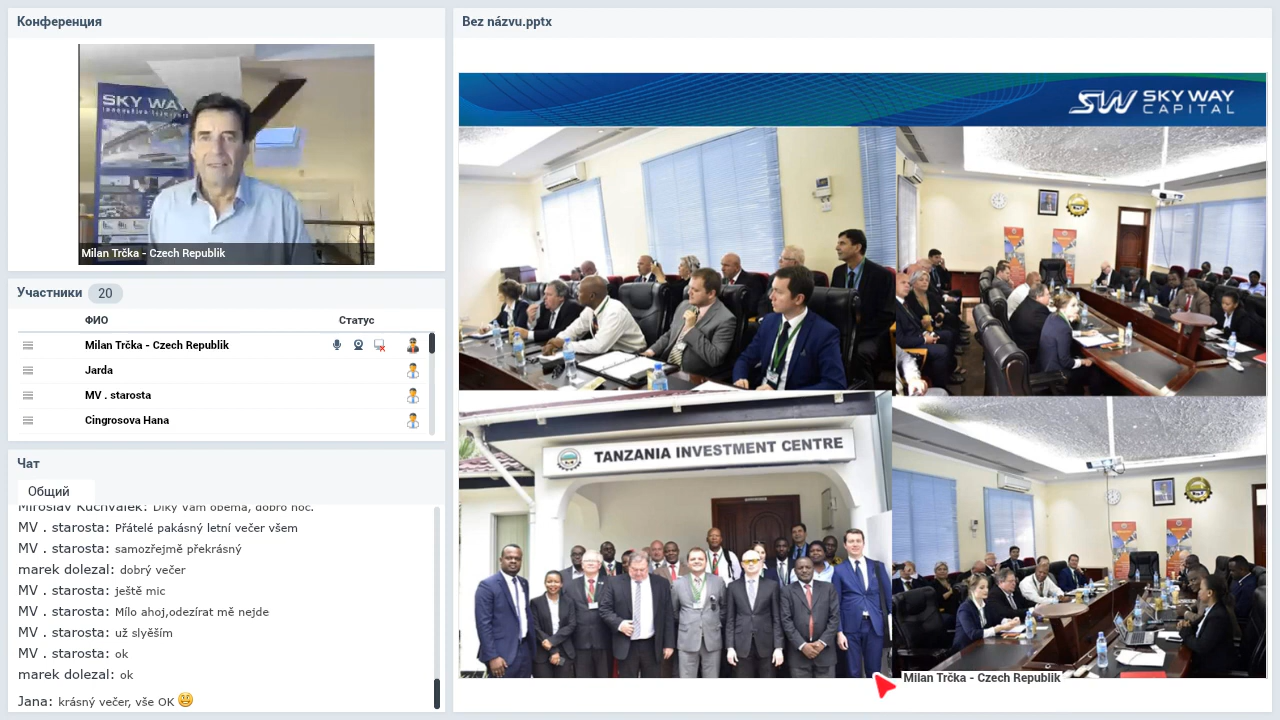 Конференция
SKY WAY
Milan Trčka - Czech Republik
Участники 20
ФИО Статус
Milan Trčka - Czech Republik
Jarda
MV . starosta
Cingrosova Hana
Чат
Общий
Miroslav Kuchválek: Díky Vám oběma, dobro noc.
MV . starosta: Přátelé pakásný letní večer všem
MV . starosta: samozřejmě překrásný
marek dolezal: dobrý večer
MV . starosta: ještě mic
MV . starosta: Mílo ahoj,odezírat mě nejde
MV . starosta: už slyěším
MV . starosta: ok
marek dolezal: ok
Jana: krásný večer, vše OK
Bez názvu.pptx
SW SKY WAY
CAPITAL
TANZANIA INVESTMENT CENTRE
Milan Trčka - Czech Republik